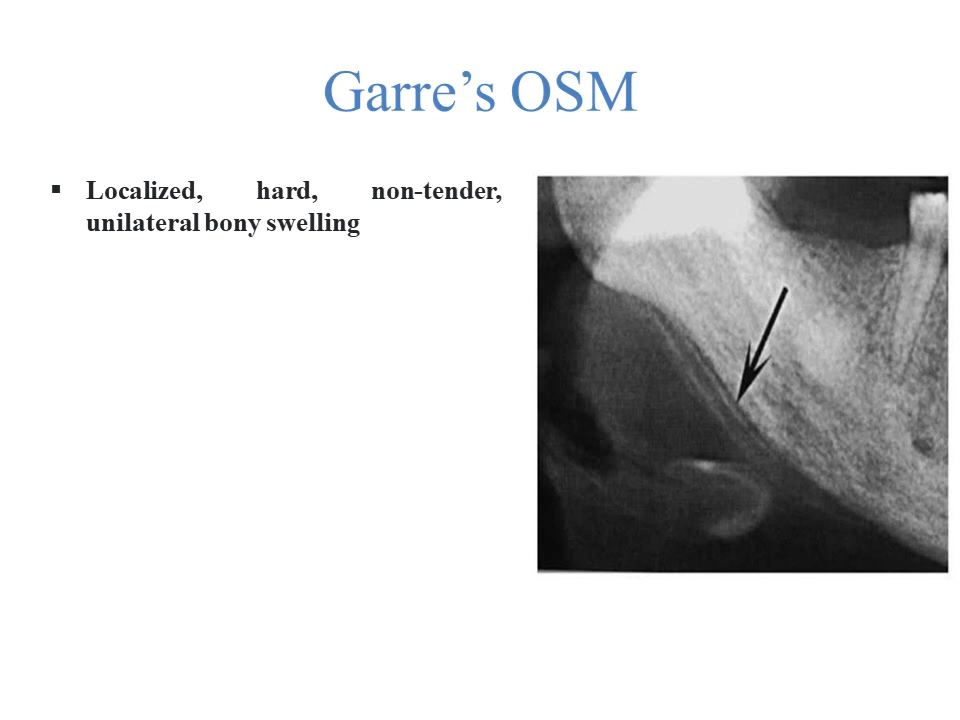 Garre’s OSM
▪ Localized, hard, non-tender,
unilateral bony swelling